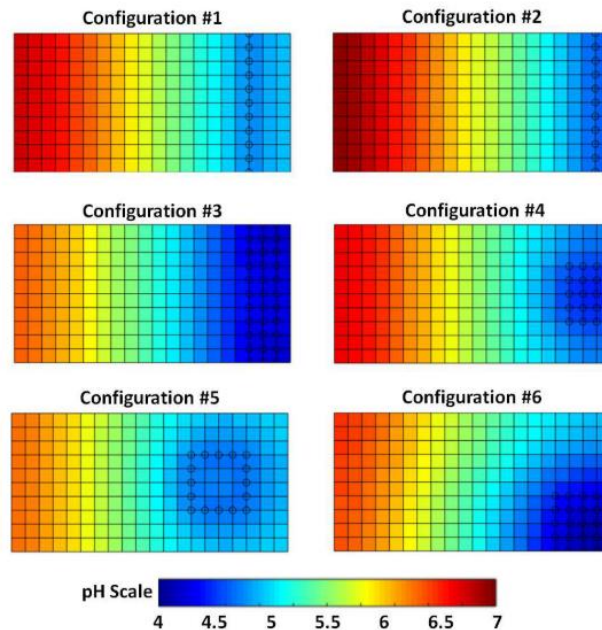 Configuration #1
Configuration #2
Configuration #3
Configuration #4
Configuration #5
Configuration #6
pH Scale
4 4.5 5 5.5 6 6.5 7